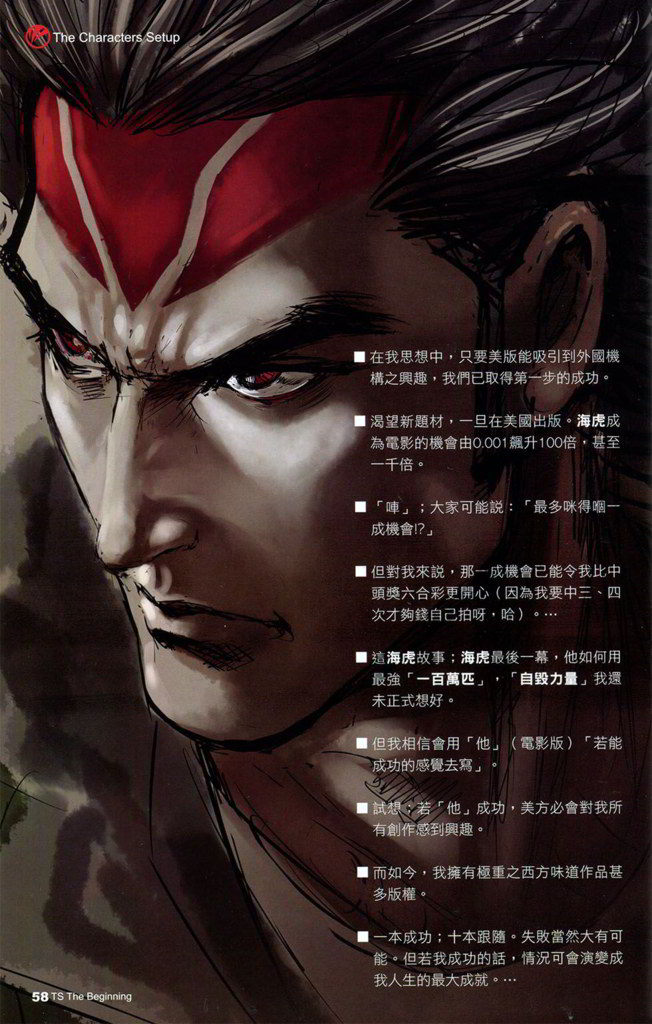 The Characters Setup
■在我思想中，只要美版能吸引到外國機
構之興趣，我們已取得第一步的成功。
■渴望新題材，一旦在美國出版。海虎成
為電影的機會由0.001飆升100倍，甚至
一千倍。
■「唓」；大家可能説：「最多咪得嗰一
成機會!?」
■但對我來説，那一成機會已能令我比中
頭獎六合彩更開心（因為我要中三、四
次才夠錢自己拍呀，哈）。…
■這海虎故事；海虎最後一幕，他如何用
最強「一百萬匹」，「自毀力量」我還
未正式想好。
■但我相信會用「他」（電影版）「若能
成功的感覺去寫」。
■試想；若「他」成功，美方必會對我所
有創作感到興趣。
■而如今，我擁有極重之西方味道作品甚
多版權。
■一本成功；十本跟隨。失敗當然大有可
能。但若我成功的話，情況可會演變成
我人生的最大成就。…
58 TS The Beginning